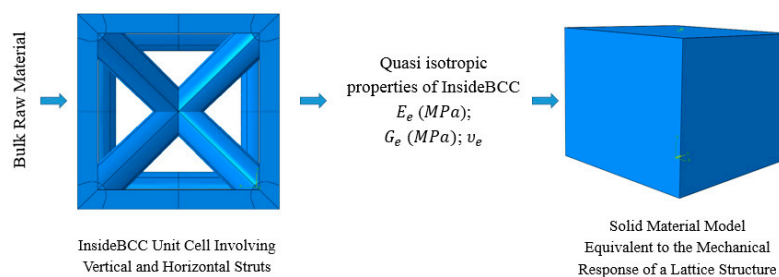 Bulk Raw Material
InsideBCC Unit Cell Involving
Vertical and Horizontal Struts
Quasi isotropic
properties of InsideBCC
E_e (MPa);
G_e (MPa); υ_e
Solid Material Model
Equivalent to the Mechanical
Response of a Lattice Structure